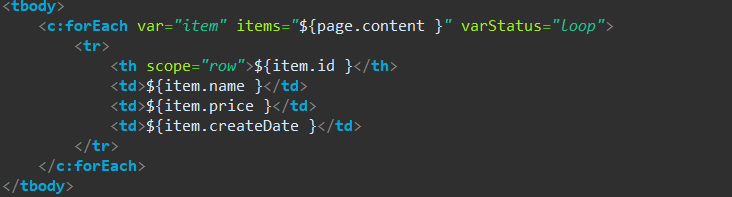 <tbody>
<c:forEach var="item" items="${page.content }" varStatus="loop">
<tr>
<th scope="row">${item.id }</th>
<td>${item.name }</td>
<td>${item.price }</td>
<td>${item.createDate }</td>
</tr>
</c:forEach>
</tbody>